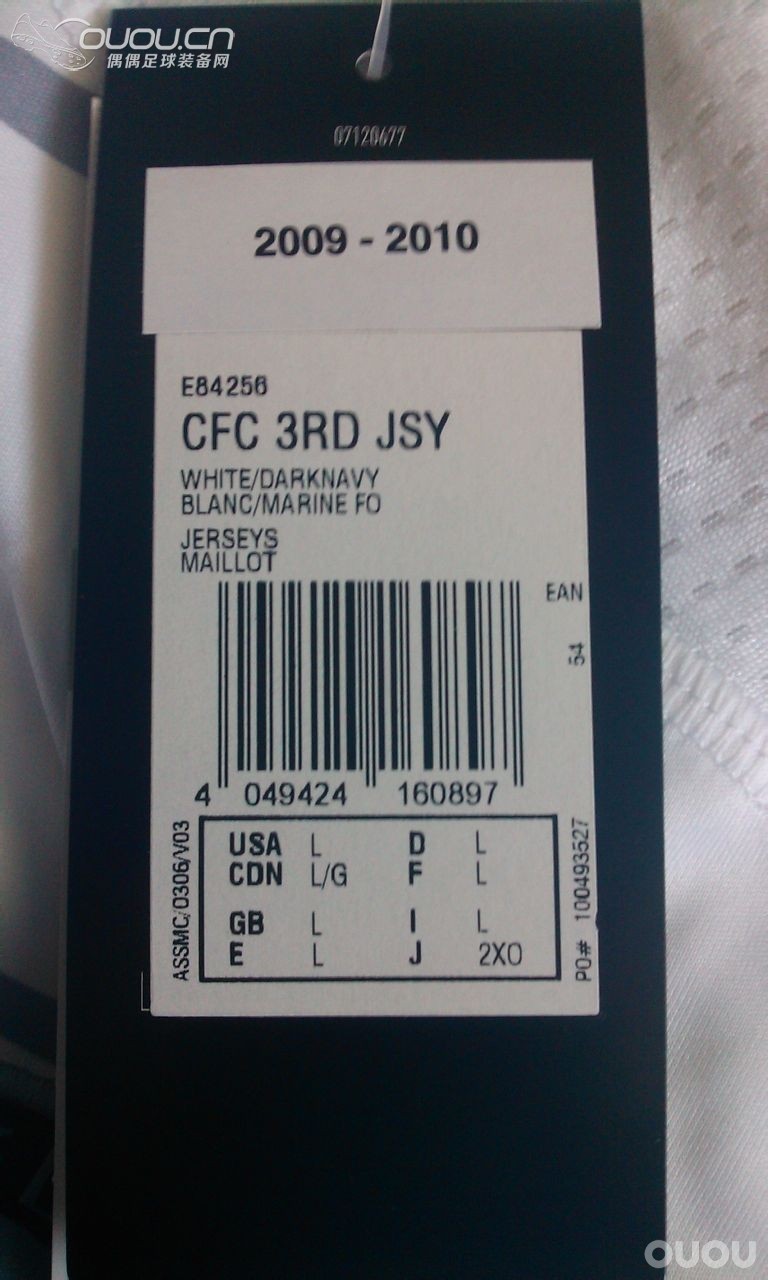 OUOU.CN
偶偶足球装备网
07120677
2009 - 2010
E84256
CFC 3RD JSY
WHITE/DARKNAVY
BLANC/MARINE FO
JERSEYS
MAILLOT
EAN
54
4 049424 160897
ASSMC/0306/V03
USA L D L
CDN L/G F L
GB L I L
E L J 2XO
PO# 100493527
OUOU